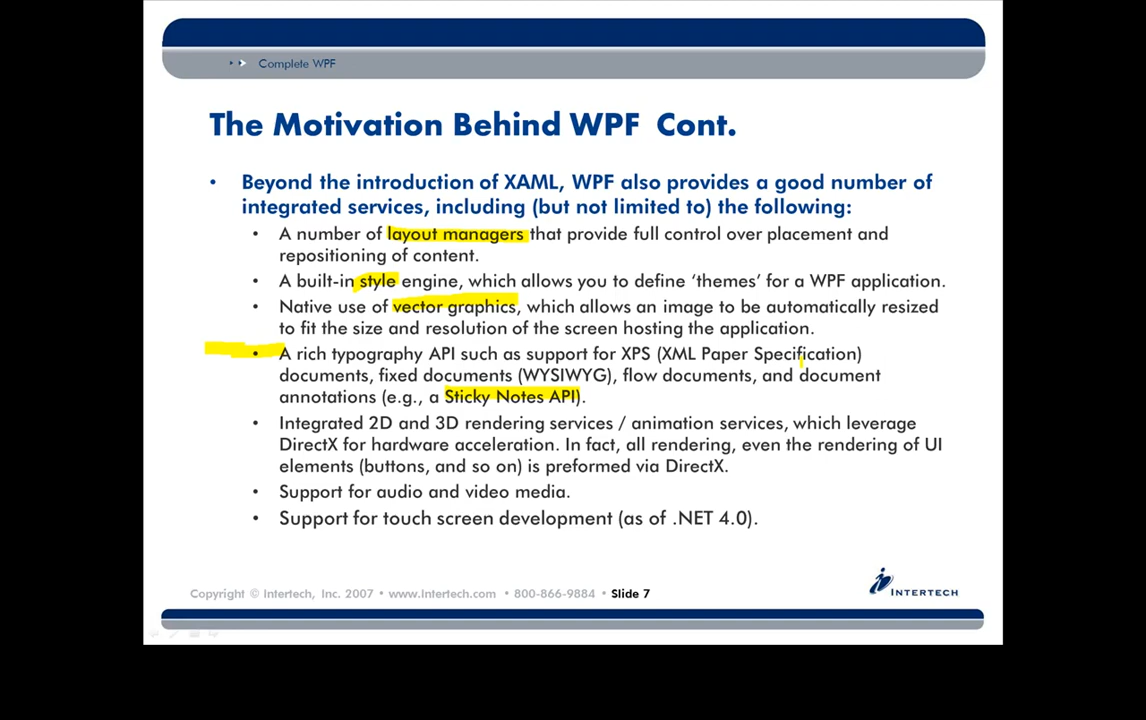 Complete WPF
The Motivation Behind WPF Cont.
• Beyond the introduction of XAML, WPF also provides a good number of
integrated services, including (but not limited to) the following:
• A number of layout managers that provide full control over placement and
repositioning of content.
• A built-in style engine, which allows you to define ‘themes’ for a WPF application.
• Native use of vector graphics, which allows an image to be automatically resized
to fit the size and resolution of the screen hosting the application.
• A rich typography API such as support for XPS (XML Paper Specification)
documents, fixed documents (WYSIWYG), flow documents, and document
annotations (e.g., a Sticky Notes API).
• Integrated 2D and 3D rendering services / animation services, which leverage
DirectX for hardware acceleration. In fact, all rendering, even the rendering of UI
elements (buttons, and so on) is preformed via DirectX.
• Support for audio and video media.
• Support for touch screen development (as of .NET 4.0).
Copyright © Intertech, Inc. 2007 • www.Intertech.com • 800-866-9884 • Slide 7
INTERTECH